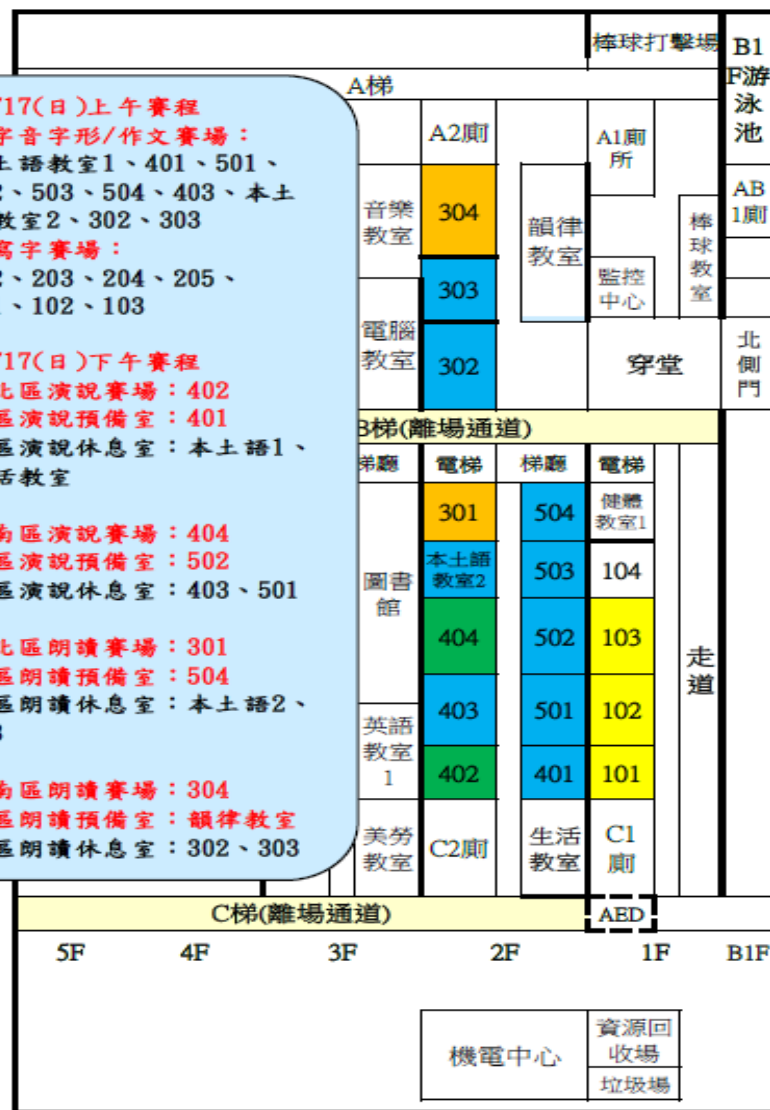 棒球打擊場
B1
F游
泳
池
A梯
A2廁
A1廁
所
AB
1廁
音樂
教室
304
韻律
教室
棒
球
教
室
303
監控
中心
電腦
教室
302
穿堂
北
側
門
B梯(離場通道)
梯廳
電梯
梯廳
電梯
301
504
健體
教室1
圖書
館
本土語
教室2
503
104
404
502
103
走
道
403
501
102
英語
教室
1
402
401
101
美勞
教室
C2廁
生活
教室
C1
廁
C梯(離場通道)
AED
5F
4F
3F
2F
1F
B1F
機電中心
資源回
收場
垃圾場
17(日)上午賽程
字音字形/作文賽場：
土語教室1、401、501、
、503、504、403、本土
教室2、302、303
寫字賽場：
、203、204、205、
、102、103
17(日)下午賽程
北區演說賽場：402
區演說預備室：401
區演說休息室：本土語1、
活教室
南區演說賽場：404
區演說預備室：502
區演說休息室：403、501
北區朗讀賽場：301
區朗讀預備室：504
區朗讀休息室：本土語2、
南區朗讀賽場：304
區朗讀預備室：韻律教室
區朗讀休息室：302、303